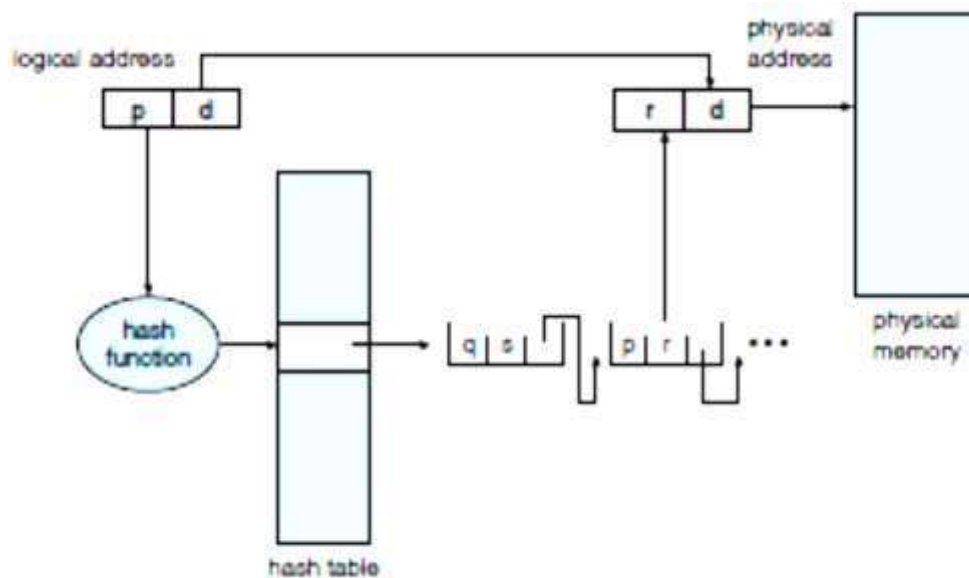 logical address
physical
address
p d
r d
hash
function
q s
p r
•••
physical
memory
hash table